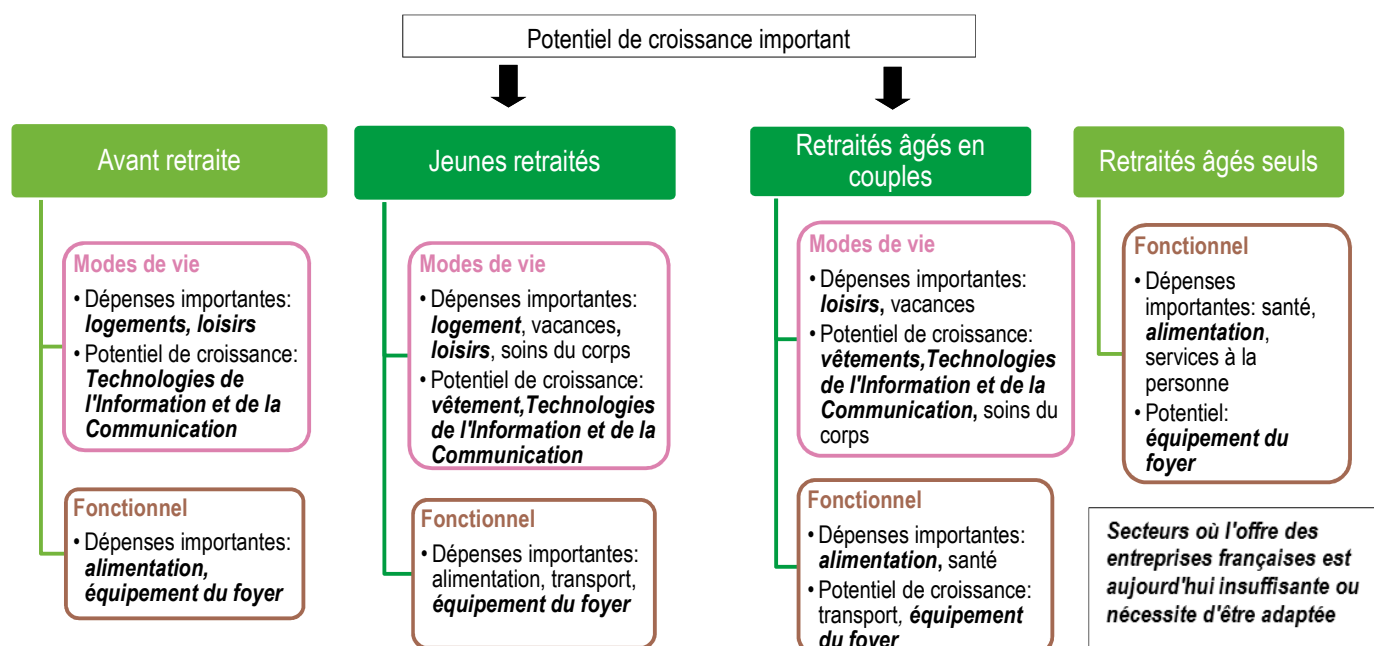 Potentiel de croissance important
Avant retraite
Modes de vie
• Dépenses importantes:
logements, loisirs
• Potentiel de croissance:
Technologies de
l'Information et de la
Communication
Fonctionnel
• Dépenses importantes:
alimentation,
équipement du foyer
Jeunes retraités
Modes de vie
• Dépenses importantes:
logement, vacances,
loisirs, soins du corps
• Potentiel de croissance:
vêtement,Technologies
de l'Information et de la
Communication
Fonctionnel
• Dépenses importantes:
alimentation, transport,
équipement du foyer
Retraités âgés en
couples
Modes de vie
• Dépenses importantes:
loisirs, vacances
• Potentiel de croissance:
vêtements,Technologies
de l'Information et de la
Communication, soins du
corps
Fonctionnel
• Dépenses importantes:
alimentation, santé
• Potentiel de croissance:
transport, équipement
du foyer
Retraités âgés seuls
Fonctionnel
• Dépenses
importantes: santé,
alimentation,
services à la
personne
• Potentiel:
équipement du
foyer
Secteurs où l'offre des
entreprises françaises est
aujourd'hui insuffisante ou
nécessite d'être adaptée